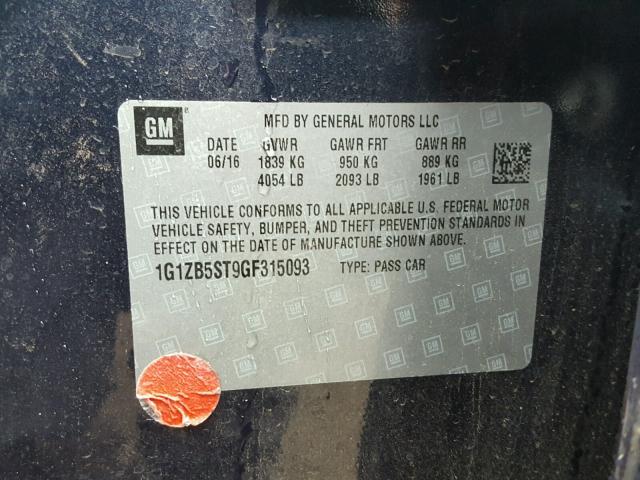 GM
MFD BY GENERAL MOTORS LLC
DATE GVWR GAWR FRT GAWR RR
06/16 1839 KG 950 KG 889 KG
4054 LB 2093 LB 1961 LB
THIS VEHICLE CONFORMS TO ALL APPLICABLE U.S. FEDERAL MOTOR
VEHICLE SAFETY, BUMPER, AND THEFT PREVENTION STANDARDS IN
EFFECT ON THE DATE OF MANUFACTURE SHOWN ABOVE.
1G1ZB5ST9GF315093 TYPE: PASS CAR